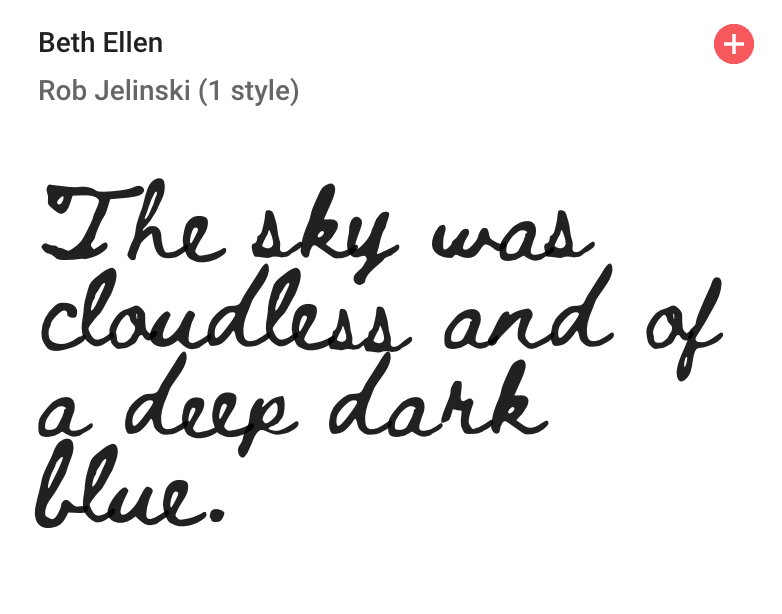 Beth Ellen
Rob Jelinski (1 style)
The sky was
cloudless and of
a deep dark
blue.